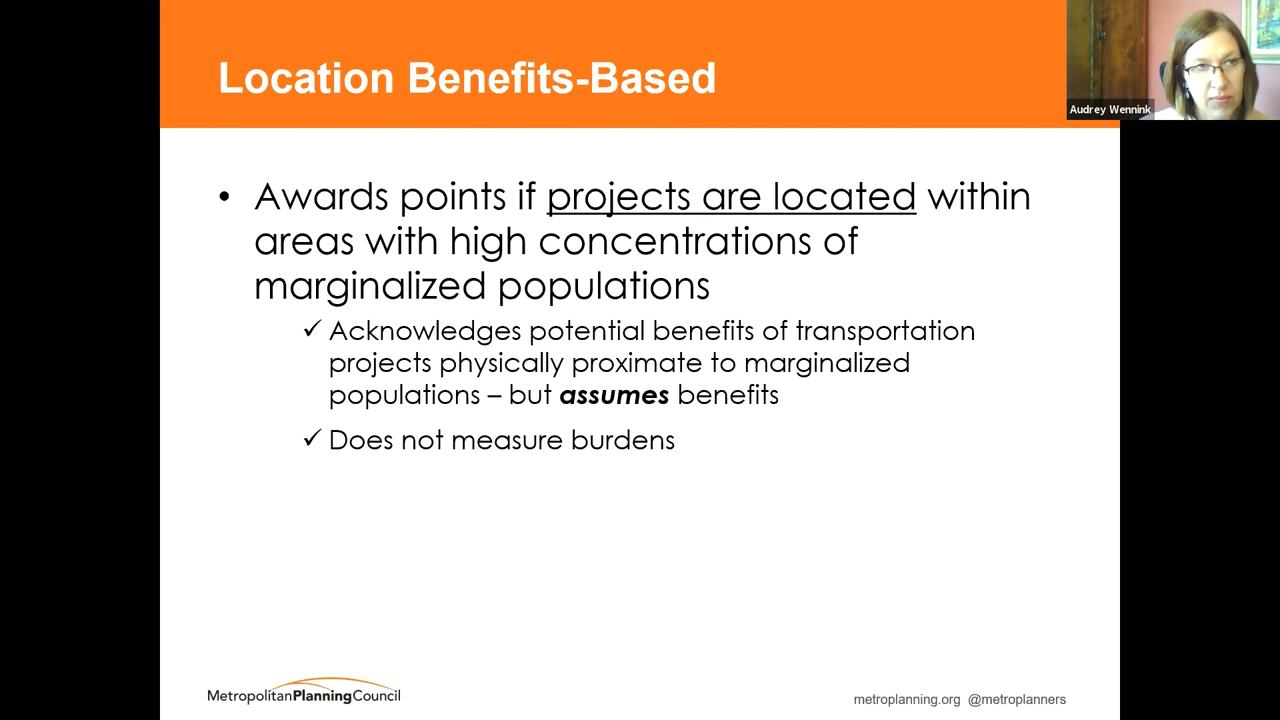 Location Benefits-Based
Audrey Wennink
• Awards points if projects are located within
areas with high concentrations of
marginalized populations
✓ Acknowledges potential benefits of transportation
projects physically proximate to marginalized
populations – but assumes benefits
✓ Does not measure burdens
MetropolitanPlanningCouncil
metroplanning.org @metroplanners